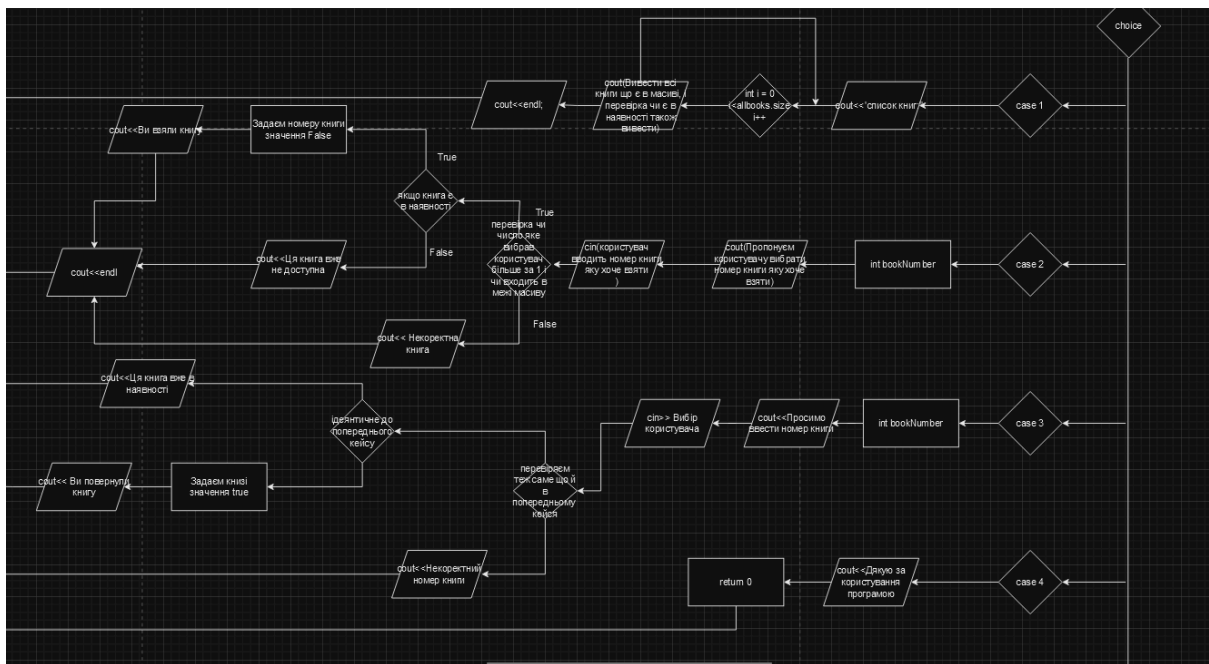 choice
cout(Вивести всі
книги що є в масиві, і
перевірка чи є в
наявності також
вивести)
int i = 0
i<allbooks.size
i++
cout<<'список книг
case 1
cout<<endl;
cout<<Ви взяли книгу
Задаєм номеру книги
значення False
True
якщо книга є
в наявності
False
True
перевірка чи
число яке
вибрав
користувач
більше за 1 і
чи входить в
межі масиву
False
cin(користувач
вводить номер книги
яку хоче взяти
)
cout(Пропонуєм
користувачу вибрати
номер книги яку хоче
взяти)
int bookNumber
case 2
cout<<endl
cout<<Ця книга вже
не доступна
cout<< Некоректна
книга
cout<<Ця книга вже в
наявності
ідеянтичне до
попереднього
кейсу
cin>> Вибір
користувача
cout<<Просимо
ввести номер книги
int bookNumber
case 3
cout<< Ви повернули
книгу
Задаєм книзі
значення true
перевіряєм
теж саме що й
в
попередньому
кейся
cout<<Некоректний
номер книги
return 0
cout<<Дякую за
користування
програмою
case 4